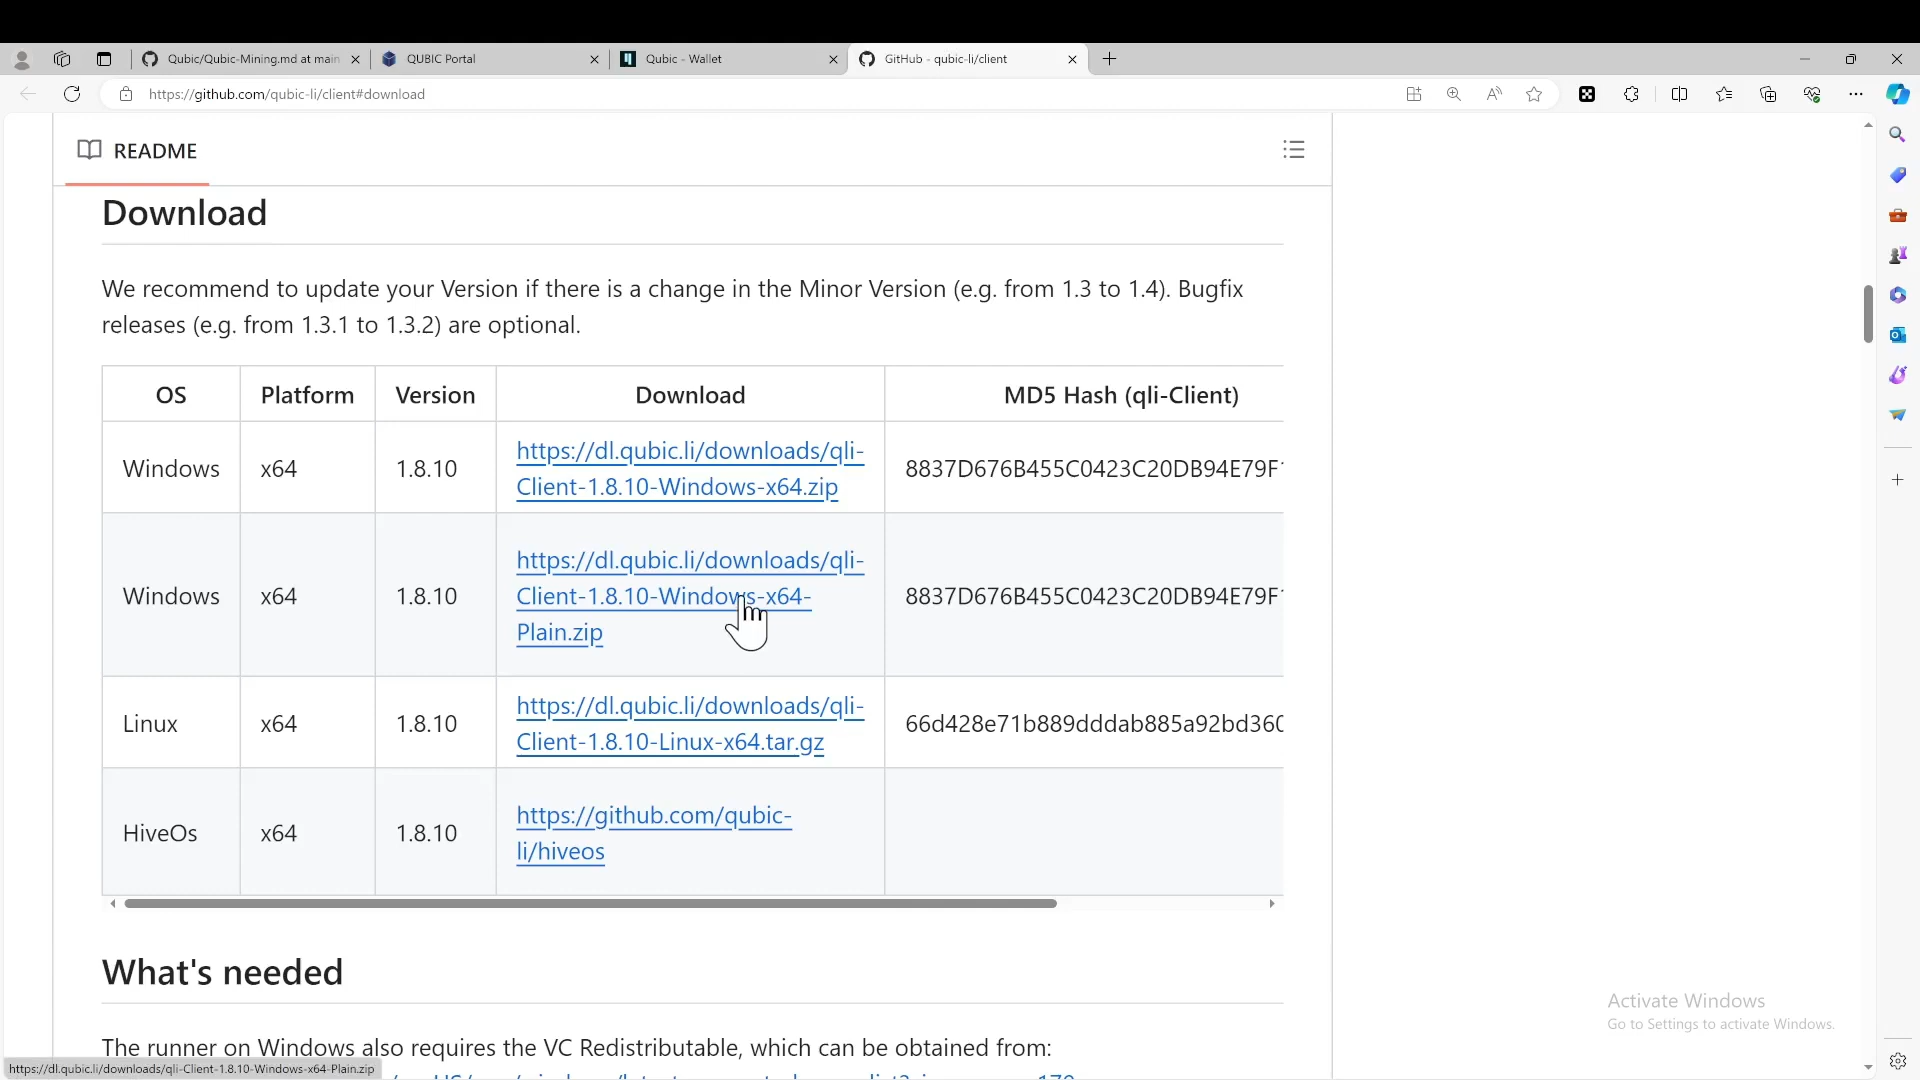 Qubic/Qubic-Mining.md at main
QUBIC Portal
Qubic - Wallet
GitHub - qubic-li/client
https://github.com/qubic-li/client#download
README
Download
We recommend to update your Version if there is a change in the Minor Version (e.g. from 1.3 to 1.4). Bugfix
releases (e.g. from 1.3.1 to 1.3.2) are optional.
OS Platform Version Download MD5 Hash (qli-Client)
Windows x64 1.8.10 https://dl.qubic.li/downloads/qli-
Client-1.8.10-Windows-x64.zip 8837D676B455C0423C20DB94E79F
Windows x64 1.8.10 https://dl.qubic.li/downloads/qli-
Client-1.8.10-Windows-x64-
Plain.zip 8837D676B455C0423C20DB94E79F
Linux x64 1.8.10 https://dl.qubic.li/downloads/qli-
Client-1.8.10-Linux-x64.tar.gz 66d428e71b889dddab885a92bd360
HiveOs x64 1.8.10 https://github.com/qubic-
li/hiveos
What's needed
The runner on Windows also requires the VC Redistributable, which can be obtained from:
https://dl.qubic.li/downloads/qli-Client-1.8.10-Windows-x64-Plain.zip
Activate Windows
Go to Settings to activate Windows.